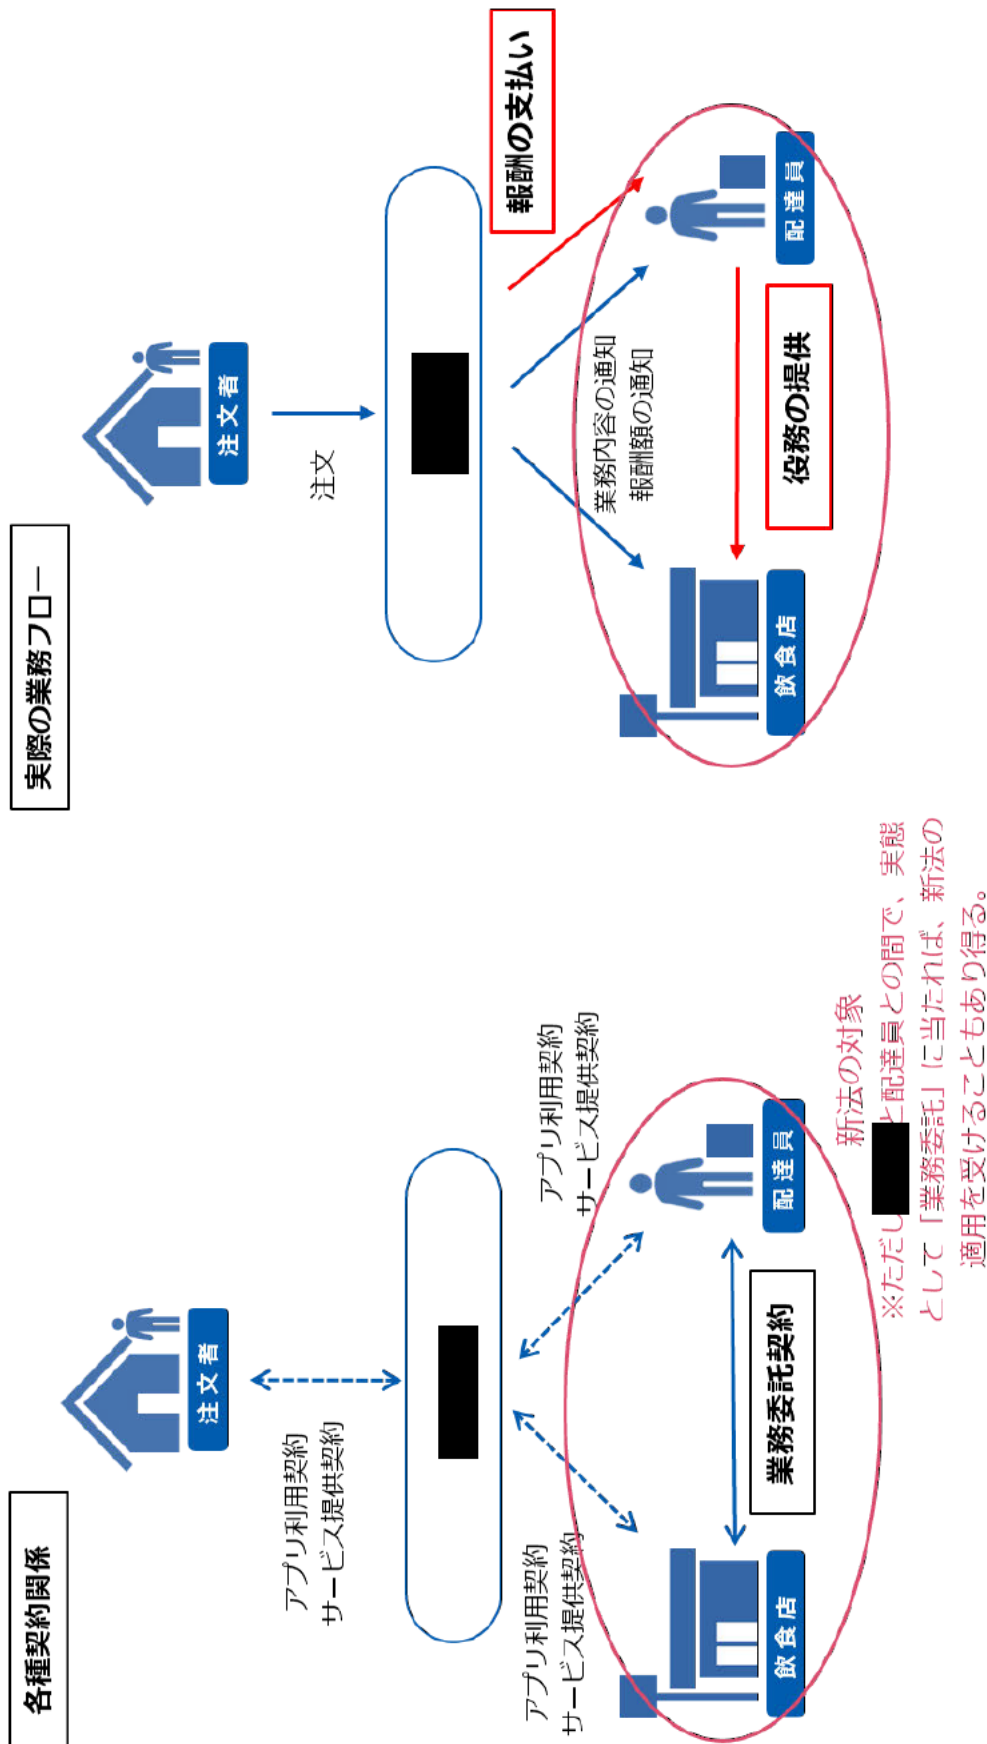 各種契約関係
注文者
アプリ利用契約
サービス提供契約
アプリ利用契約
サービス提供契約
アプリ利用契約
サービス提供契約
飲食店
業務委託契約
配達員
新法の対象
※ただし と配達員との間で、実態
として「業務委託」に当たれば、新法の
適用を受けることもあり得る。
実際の業務フロー
注文者
注文
報酬の支払い
業務内容の通知
報酬額の通知
飲食店
役務の提供
配達員